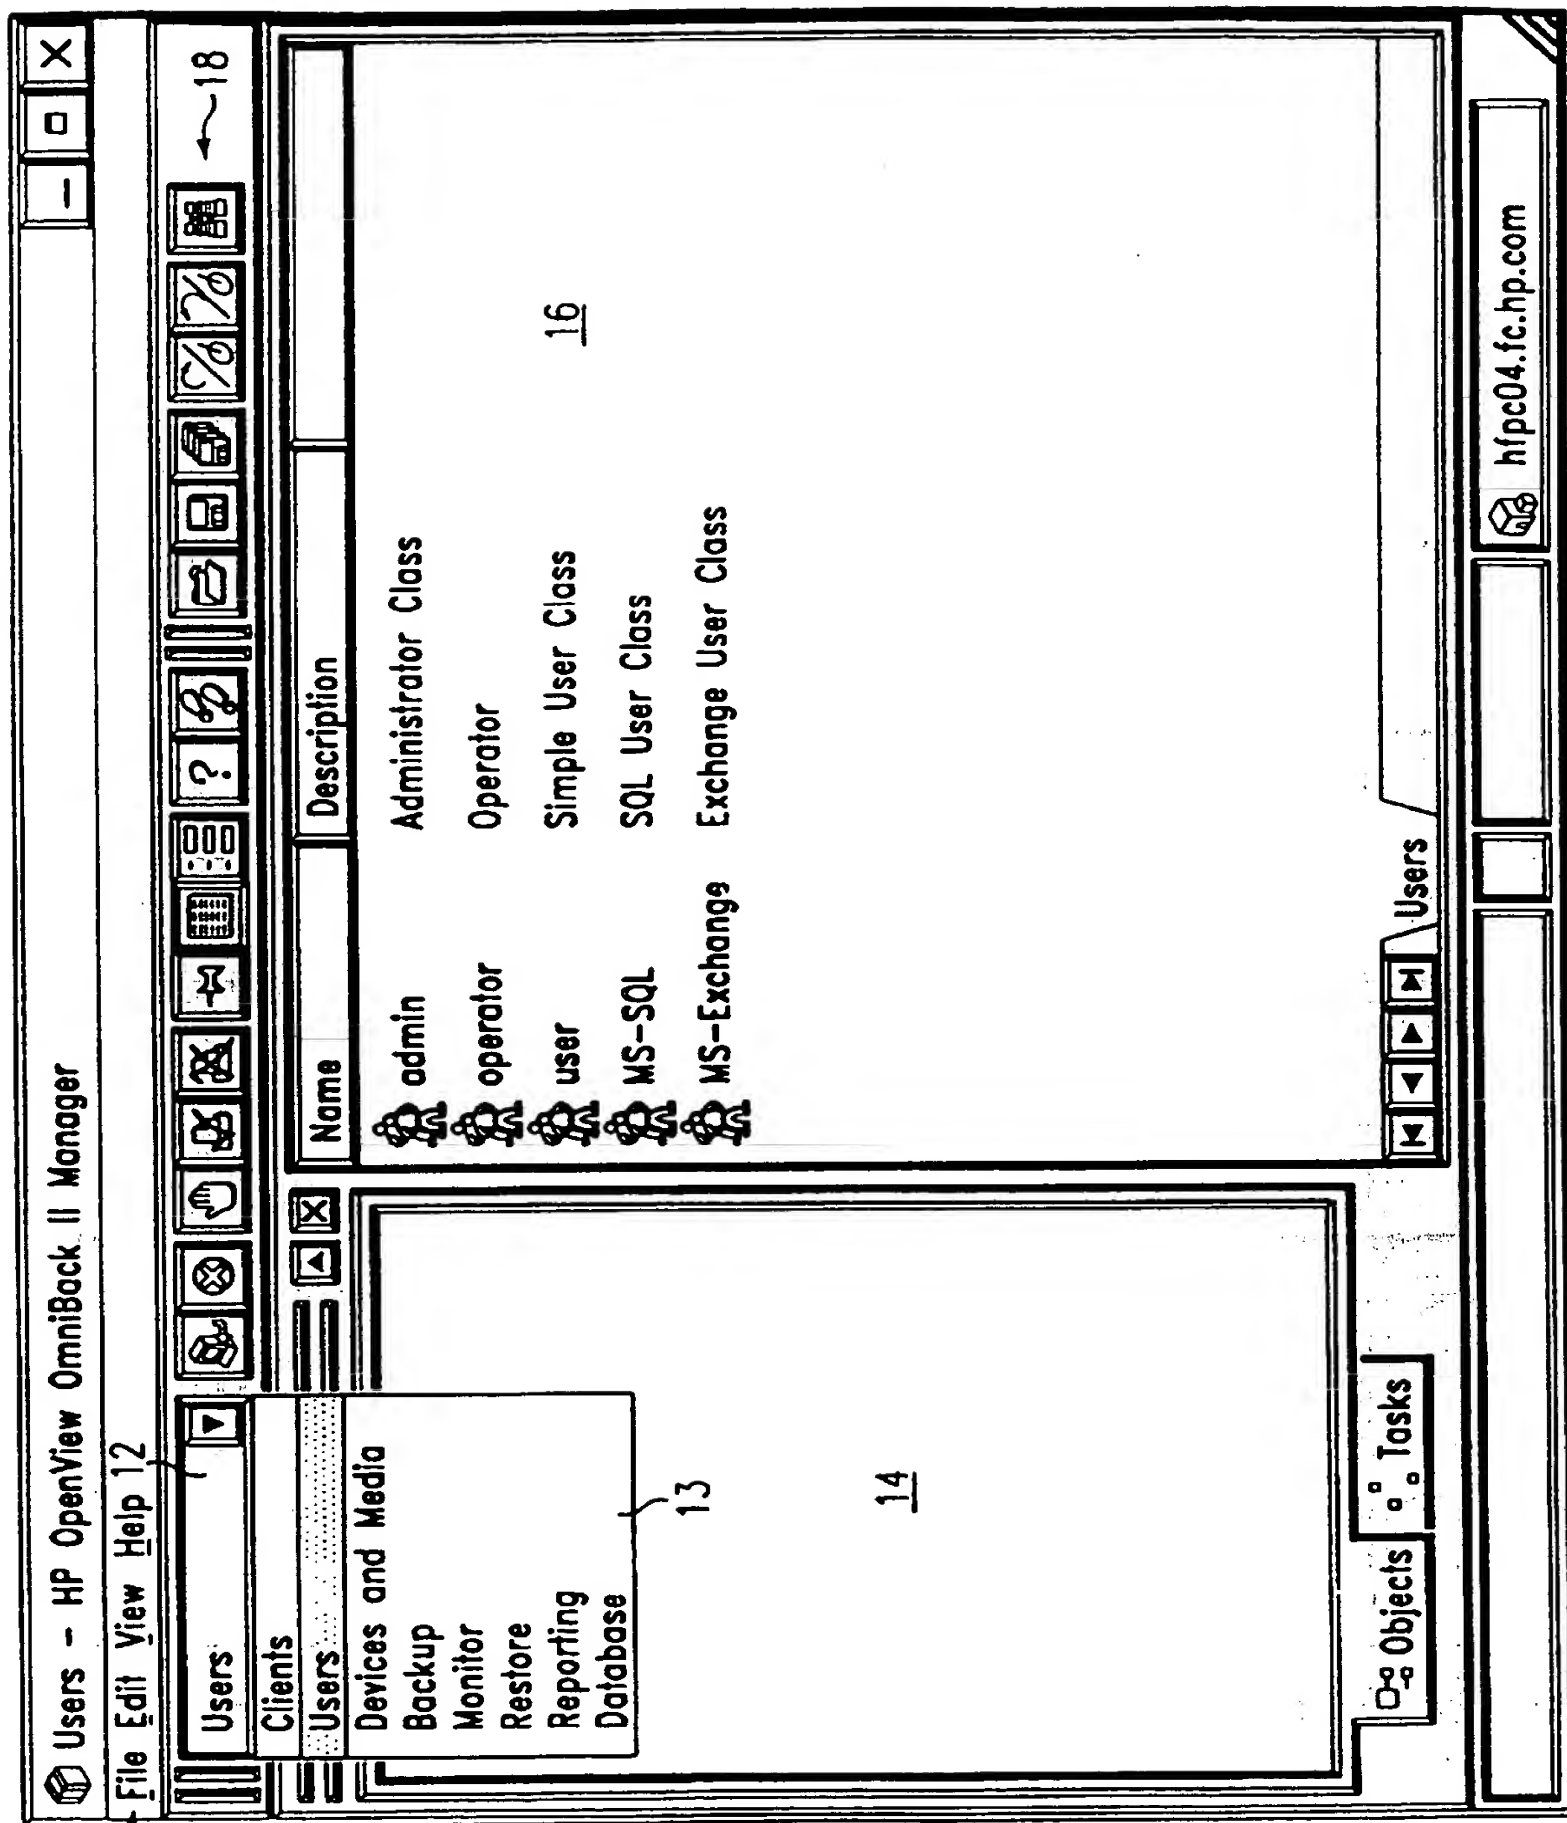 Users - HP OpenView OmniBack II Manager
File Edit View Help 12
Users
18
Clients
Users
Devices and Media
Backup
Monitor
Restore
Reporting
Database
13
14
Name Description
admin Administrator Class
operator Operator
user Simple User Class
MS-SQL SQL User Class
MS-Exchange Exchange User Class
16
Objects Tasks
Users
hfpc04.fc.hp.com